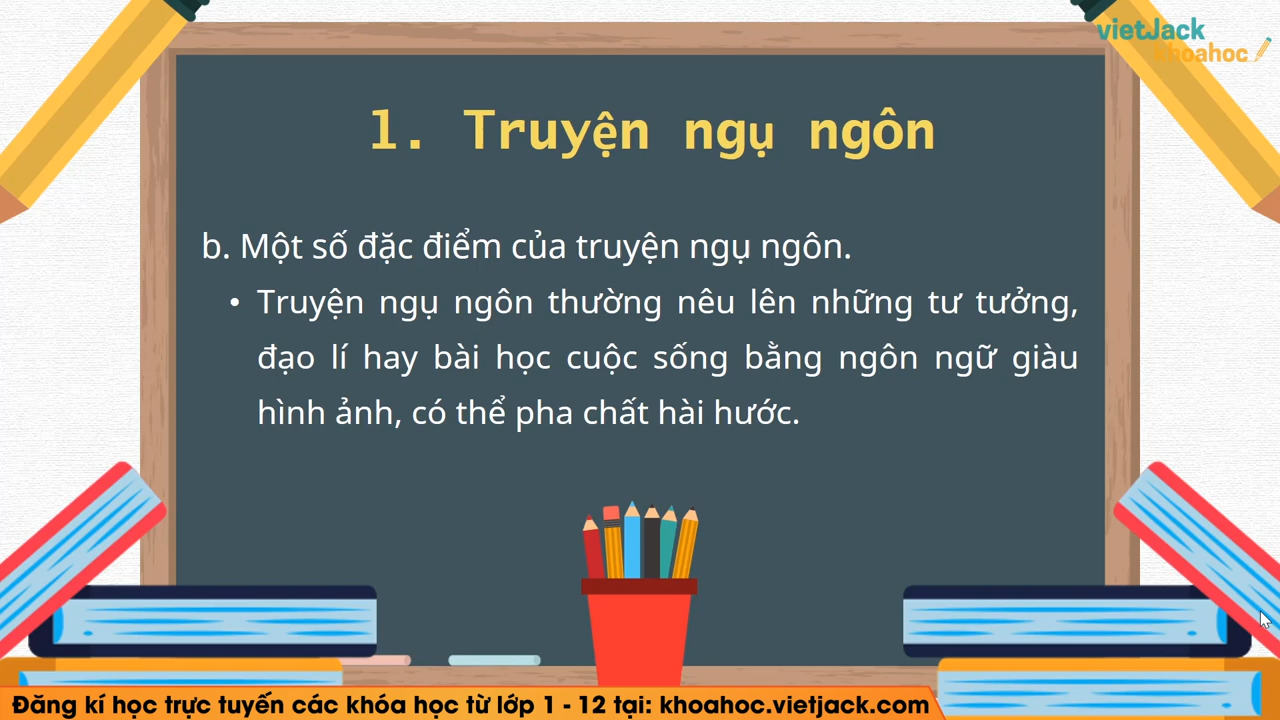 vietJack
khoahoc
1. Truyện ngụ ngôn
b. Một số đặc điểm của truyện ngụ ngôn.
• Truyện ngụ ngôn thường nêu lên những tư tưởng,
đạo lí hay bài học cuộc sống bằng ngôn ngữ giàu
hình ảnh, có thể pha chất hài hước.
Đăng kí học trực tuyến các khóa học từ lớp 1 - 12 tại: khoahoc.vietjack.com